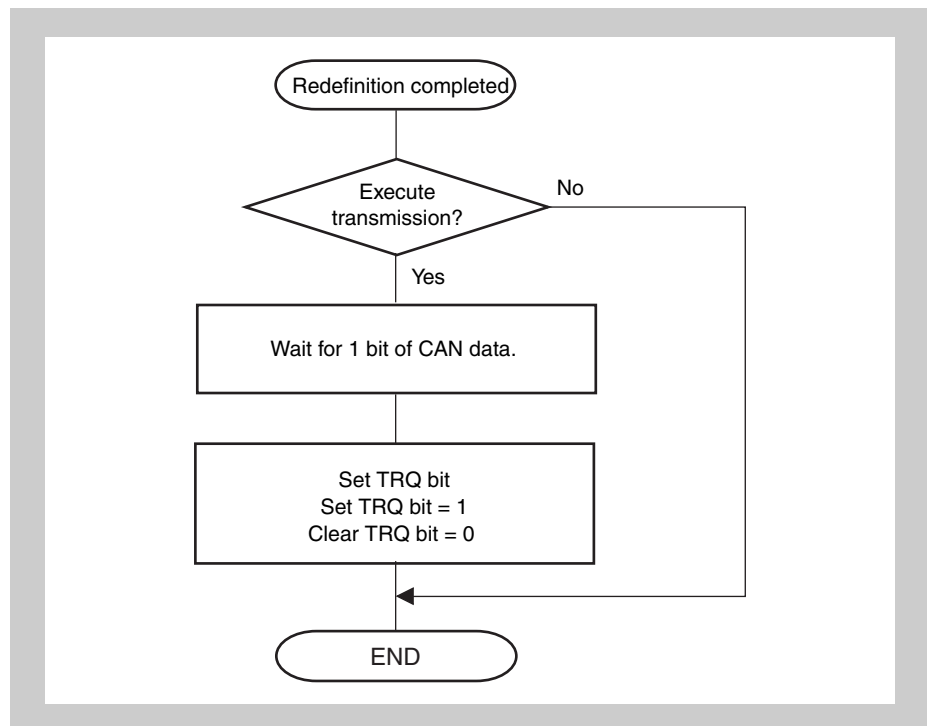 Redefinition completed
Execute
transmission?
No
Yes
Wait for 1 bit of CAN data.
Set TRQ bit
Set TRQ bit = 1
Clear TRQ bit = 0
END